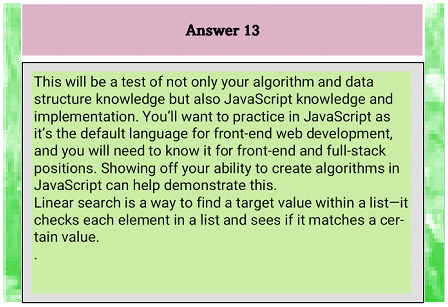 Answer 13
This will be a test of not only your algorithm and data
structure knowledge but also JavaScript knowledge and
implementation. You’ll want to practice in JavaScript as
it’s the default language for front-end web development,
and you will need to know it for front-end and full-stack
positions. Showing off your ability to create algorithms in
JavaScript can help demonstrate this.
Linear search is a way to find a target value within a list—it
checks each element in a list and sees if it matches a cer-
tain value.
.